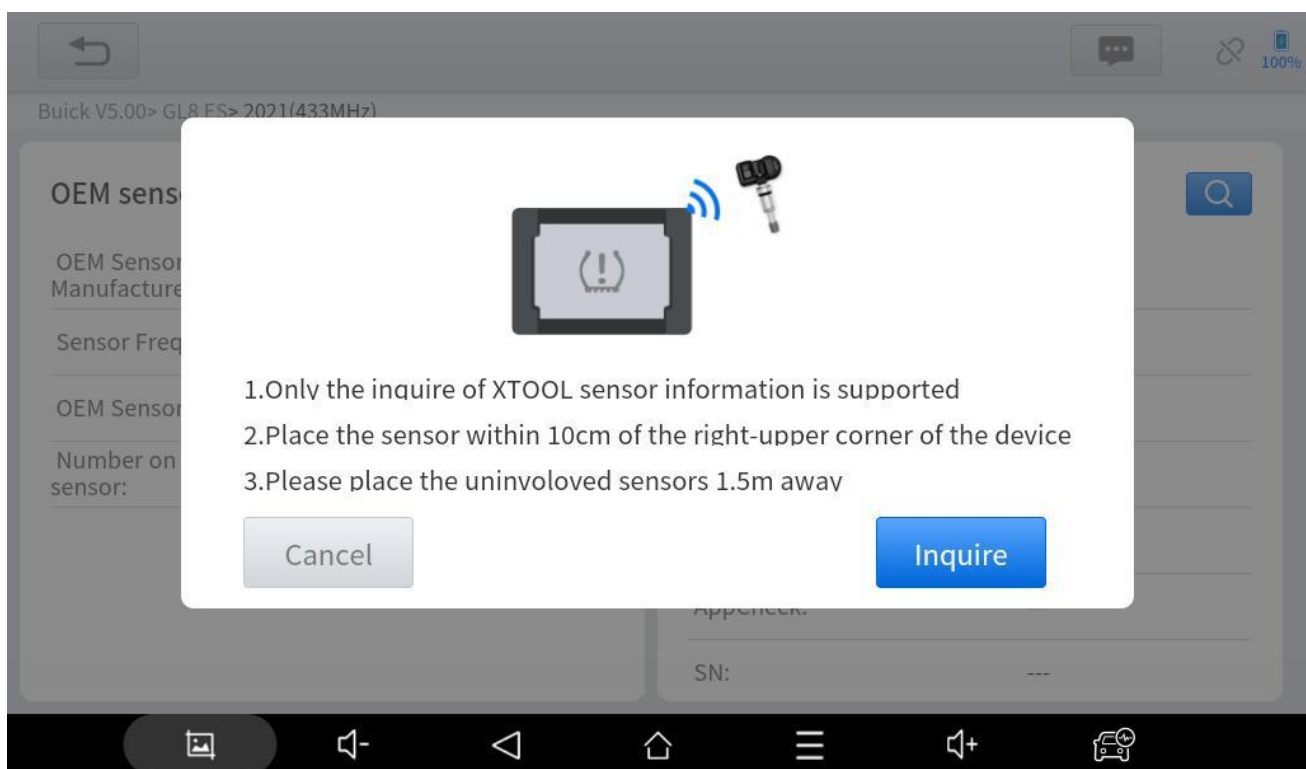 100%
Buick V5.00> GL8 ES> 2021(433MHz)
OEM sens
OEM Sensor
Manufacture
Sensor Freq
OEM Sensor
Number on
sensor:
1.Only the inquire of XTOOL sensor information is supported
2.Place the sensor within 10cm of the right-upper corner of the device
3.Please place the uninvoloved sensors 1.5m away
Cancel
Inquire
AppCheck:
SN:
---